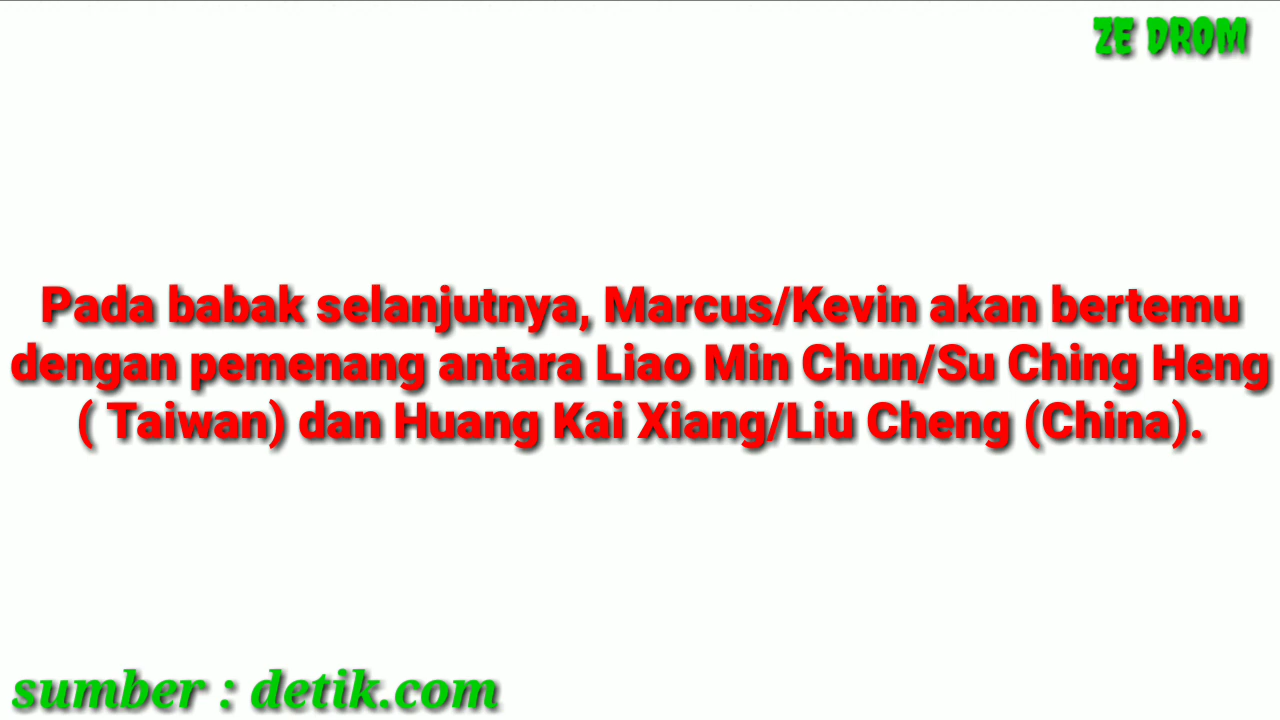 ZE DROM
Pada babak selanjutnya, Marcus/Kevin akan bertemu
dengan pemenang antara Liao Min Chun/Su Ching Heng
( Taiwan) dan Huang Kai Xiang/Liu Cheng (China).
sumber : detik.com